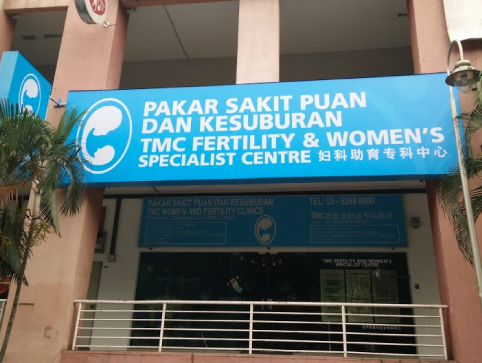 PAKAR SAKIT PUAN
DAN KESUBURAN
TMC FERTILITY & WOMEN'S
SPECIALIST CENTRE 妇科助育专科中心
PAKAR SAKIT PUAN DAN KESUBURAN
TMC WOMEN AND FERTILITY CLINICS
TEL: 03 - 8258 0000
TMC FERTILITY AND WOMEN'S
SPECIALIST CENTRE